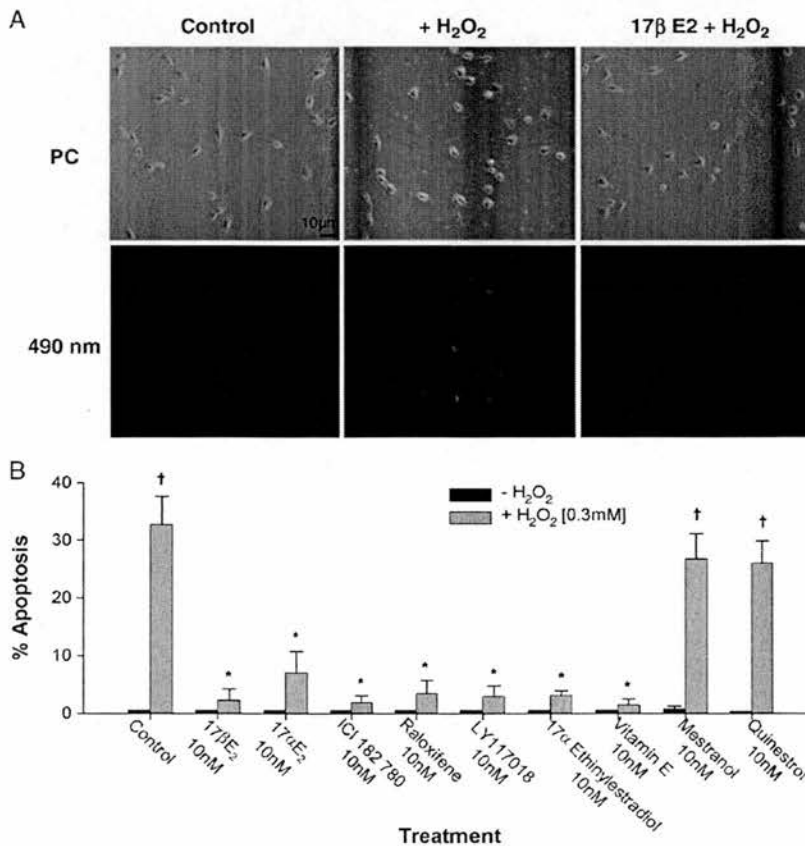 A
Control
+ H₂O₂
17β E2 + H₂O₂
PC
10μm
490 nm
B
% Apoptosis
40
30
20
10
0
†
*
*
*
*
*
*
*
†
†
- H₂O₂
+ H₂O₂ [0.3mM]
Control
17βE₂
10nM
17αE₂
10nM
ICI 182 780
10nM
Raloxifene
10nM
LY117018
10nM
17α Ethinylestradiol
10nM
Vitamin E
10nM
Mestranol
10nM
Quinestrol
10nM
Treatment